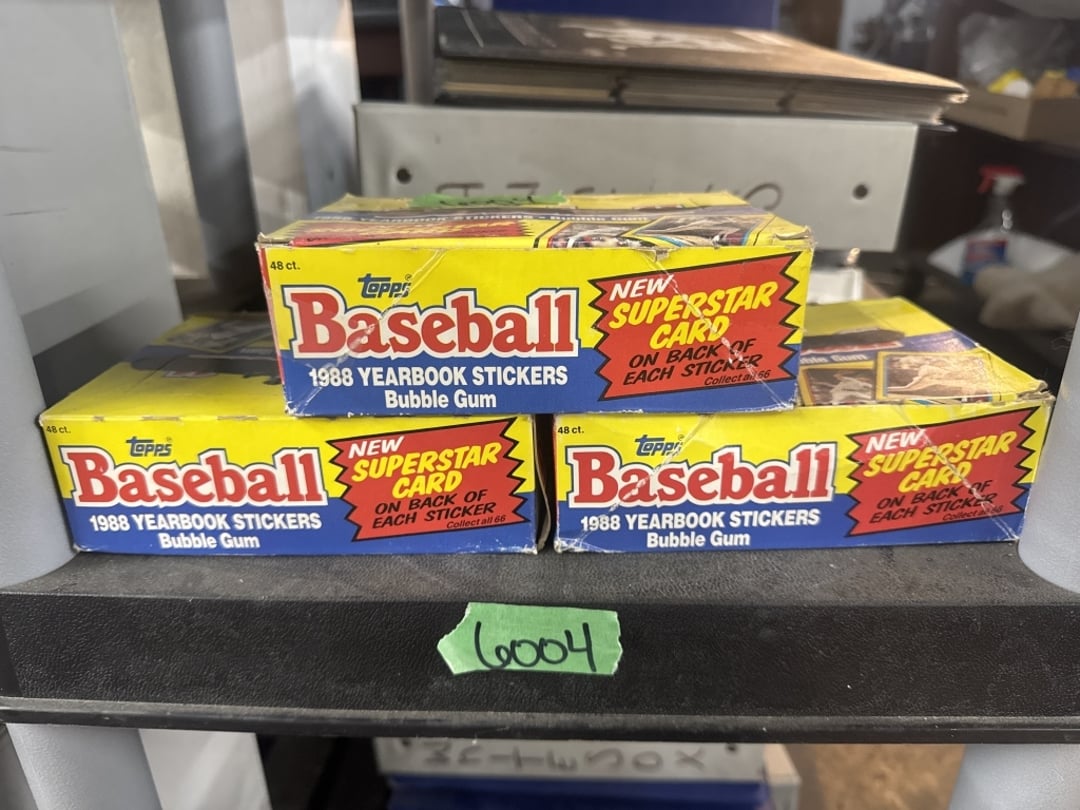 48 ct.
topps®
Baseball
1988 YEARBOOK STICKERS
Bubble Gum
NEW
SUPERSTAR
CARD
ON BACK OF
EACH STICKER
Collect all 66
48 ct.
topps®
Baseball
1988 YEARBOOK STICKERS
Bubble Gum
NEW
SUPERSTAR
CARD
ON BACK OF
EACH STICKER
Collect all 66
48 ct.
topps®
Baseball
1988 YEARBOOK STICKERS
Bubble Gum
NEW
SUPERSTAR
CARD
ON BACK OF
EACH STICKER
Collect all 66
6004